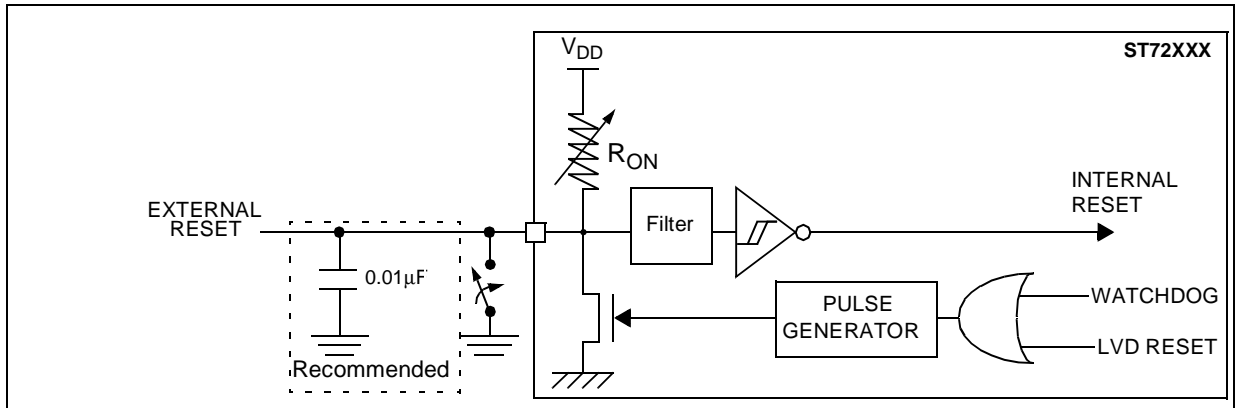 VDD
ST72XXX
RON
EXTERNAL
RESET
Filter
INTERNAL
RESET
0.01µF
PULSE
GENERATOR
WATCHDOG
LVD RESET
Recommended